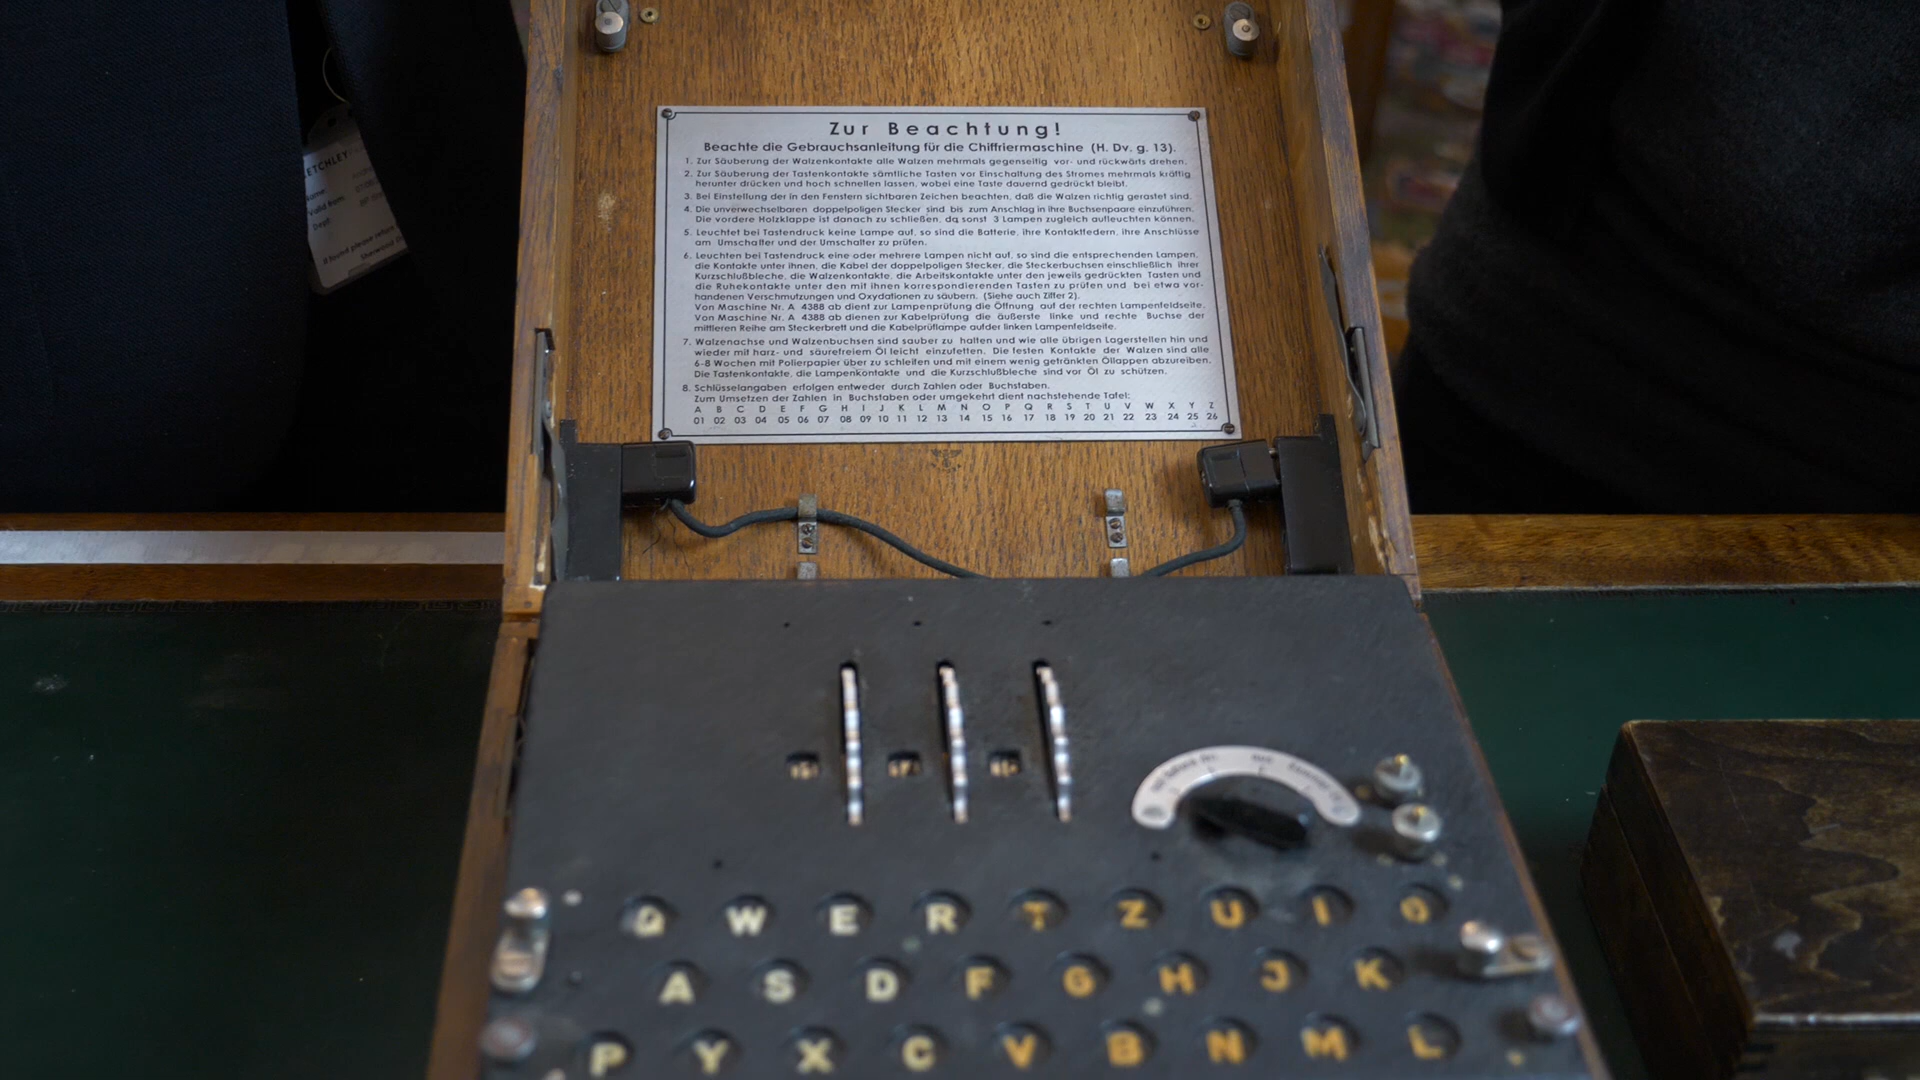 Zur Beachtung!
Beachte die Gebrauchsanleitung für die Chiffriermaschine (H. Dv. g. 13).
1. Zur Säuberung der Walzenkontakte alle Walzen mehrmals gegenseitig vor- und rückwärts drehen.
2. Zur Säuberung der Tastenkontakte sämtliche Tasten vor Einschaltung des Stromes mehrmals kräftig
herunter drücken und hoch schnellen lassen, wobei eine Taste dauernd gedrückt bleibt.
3. Bei Einstellung der in den Fenstern sichtbaren Zeichen beachten, daß die Walzen richtig gerastet sind.
4. Die unverwechselbaren doppelpoligen Stecker sind bis zum Anschlag in ihre Buchsenpaare einzuführen.
Die vordere Holzklappe ist danach zu schließen, da sonst 3 Lampen zugleich aufleuchten können.
5. Leuchtet bei Tastendruck keine Lampe auf, so sind die Batterie, ihre Kontaktfedern, ihre Anschlüsse
am Umschalter und der Umschalter zu prüfen.
6. Leuchten bei Tastendruck eine oder mehrere Lampen nicht auf, so sind die entsprechenden Lampen,
die Kontakte unter ihnen, die Kabel der doppelpoligen Stecker, die Steckerbuchsen einschließlich ihrer
Kurzschlußbleche, die Walzenkontakte, die Arbeitskontakte unter den jeweils gedrückten Tasten und
die Ruhekontakte unter den mit ihnen korrespondierenden Tasten zu prüfen und bei etwa vor-
handenen Verschmutzungen und Oxydationen zu säubern. (Siehe auch Ziffer 2).
Von Maschine Nr. A 4388 ab dient zur Lampenprüfung die Öffnung auf der rechten Lampenfeldseite.
Von Maschine Nr. A 4388 ab dienen zur Kabelprüfung die äußerste linke und rechte Buchse der
mittleren Reihe am Steckerbrett und die Kabelprüflampe aufder linken Lampenfeldseite.
7. Walzenachse und Walzenbuchsen sind sauber zu halten und wie alle übrigen Lagerstellen hin und
wieder mit harz- und säurefreiem Öl leicht einzufetten. Die festen Kontakte der Walzen sind alle
6-8 Wochen mit Polierpapier über zu schleifen und mit einem wenig getränkten Öllappen abzureiben.
Die Tastenkontakte, die Lampenkontakte und die Kurzschlußbleche sind vor Öl zu schützen.
8. Schlüsselangaben erfolgen entweder durch Zahlen oder Buchstaben.
Zum Umsetzen der Zahlen in Buchstaben oder umgekehrt dient nachstehende Tafel:
A B C D E F G H I J K L M N O P Q R S T U V W X Y Z
01 02 03 04 05 06 07 08 09 10 11 12 13 14 15 16 17 18 19 20 21 22 23 24 25 26
ETCHLEY
Name:
Valid from:
Dept:
If found please return
Sherwood
Q W E R T Z U I O
A S D F G H J K
P Y X C V B N M L